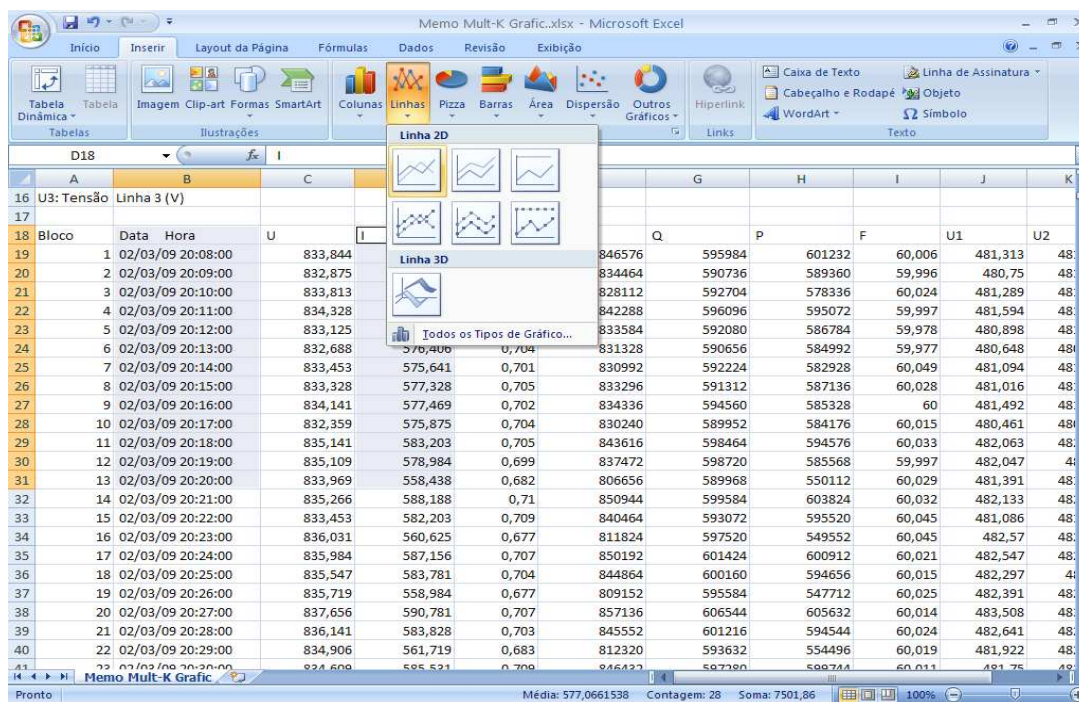 Memo Mult-K Grafic..xlsx - Microsoft Excel
Início Inserir Layout da Página Fórmulas Dados Revisão Exibição
Tabela Dinâmica Tabela Imagem Clip-art Formas SmartArt Colunas Linhas Pizza Barras Área Dispersão Outros Gráficos Hiperlink Caixa de Texto Cabeçalho e Rodapé WordArt Linha de Assinatura Objeto Símbolo
Tabelas Ilustrações Links Texto
D18 fx I
Linha 2D
Linha 3D
Todos os Tipos de Gráfico...
A B C G H I J K
16 U3: Tensão Linha 3 (V)
17
18 Bloco Data Hora U I Q P F U1 U2
19 1 02/03/09 20:08:00 833,844 846576 595984 601232 60,006 481,313
20 2 02/03/09 20:09:00 832,875 834464 590736 589360 59,996 480,75
21 3 02/03/09 20:10:00 833,813 828112 592704 578336 60,024 481,289
22 4 02/03/09 20:11:00 834,328 842288 596096 595072 59,997 481,594
23 5 02/03/09 20:12:00 833,125 833584 592080 586784 59,978 480,898
24 6 02/03/09 20:13:00 832,688 576,406 0,704 831328 590656 584992 59,977 480,648
25 7 02/03/09 20:14:00 833,453 575,641 0,701 830992 592224 582928 60,049 481,094
26 8 02/03/09 20:15:00 833,328 577,328 0,705 833296 591312 587136 60,028 481,016
27 9 02/03/09 20:16:00 834,141 577,469 0,702 834336 594560 585328 60 481,492
28 10 02/03/09 20:17:00 832,359 575,875 0,704 830240 589952 584176 60,015 480,461
29 11 02/03/09 20:18:00 835,141 583,203 0,705 843616 598464 594576 60,033 482,063
30 12 02/03/09 20:19:00 835,109 578,984 0,699 837472 598720 585568 59,997 482,047
31 13 02/03/09 20:20:00 833,969 558,438 0,682 806656 589968 550112 60,029 481,391
32 14 02/03/09 20:21:00 835,266 588,188 0,71 850944 599584 603824 60,032 482,133
33 15 02/03/09 20:22:00 833,453 582,203 0,709 840464 593072 595520 60,045 481,086
34 16 02/03/09 20:23:00 836,031 560,625 0,677 811824 597520 549552 60,045 482,57
35 17 02/03/09 20:24:00 835,984 587,156 0,707 850192 601424 600912 60,021 482,547
36 18 02/03/09 20:25:00 835,547 583,781 0,704 844864 600160 594656 60,015 482,297
37 19 02/03/09 20:26:00 835,719 558,984 0,677 809152 595584 547712 60,025 482,391
38 20 02/03/09 20:27:00 837,656 590,781 0,707 857136 606544 605632 60,014 483,508
39 21 02/03/09 20:28:00 836,141 583,828 0,703 845552 601216 594544 60,024 482,641
40 22 02/03/09 20:29:00 834,906 561,719 0,683 812320 593632 554496 60,019 481,922
Memo Mult-K Grafic
Pronto Média: 577,0661538 Contagem: 28 Soma: 7501,86 100%